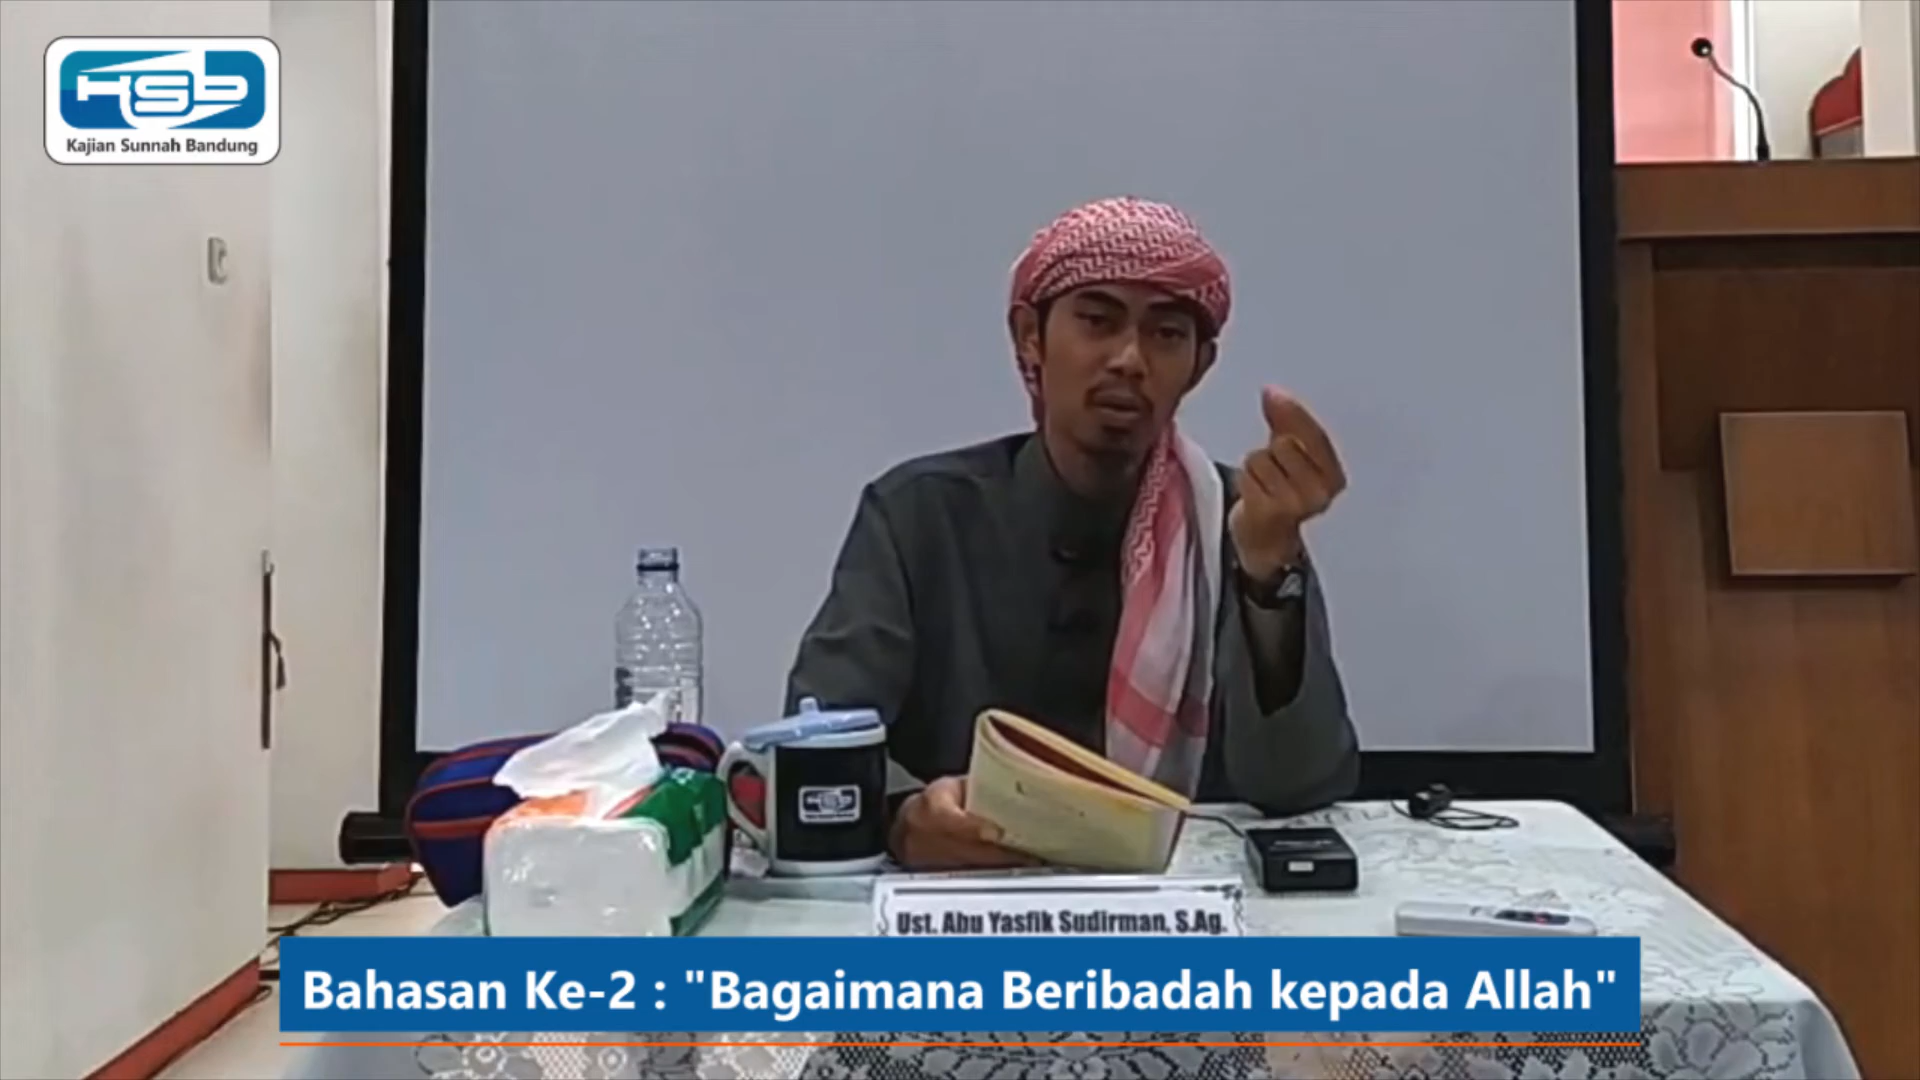 KSB
Kajian Sunnah Bandung
Ust. Abu Yasfik Sudirman, S.Ag.
Bahasan Ke-2 : "Bagaimana Beribadah kepada Allah"